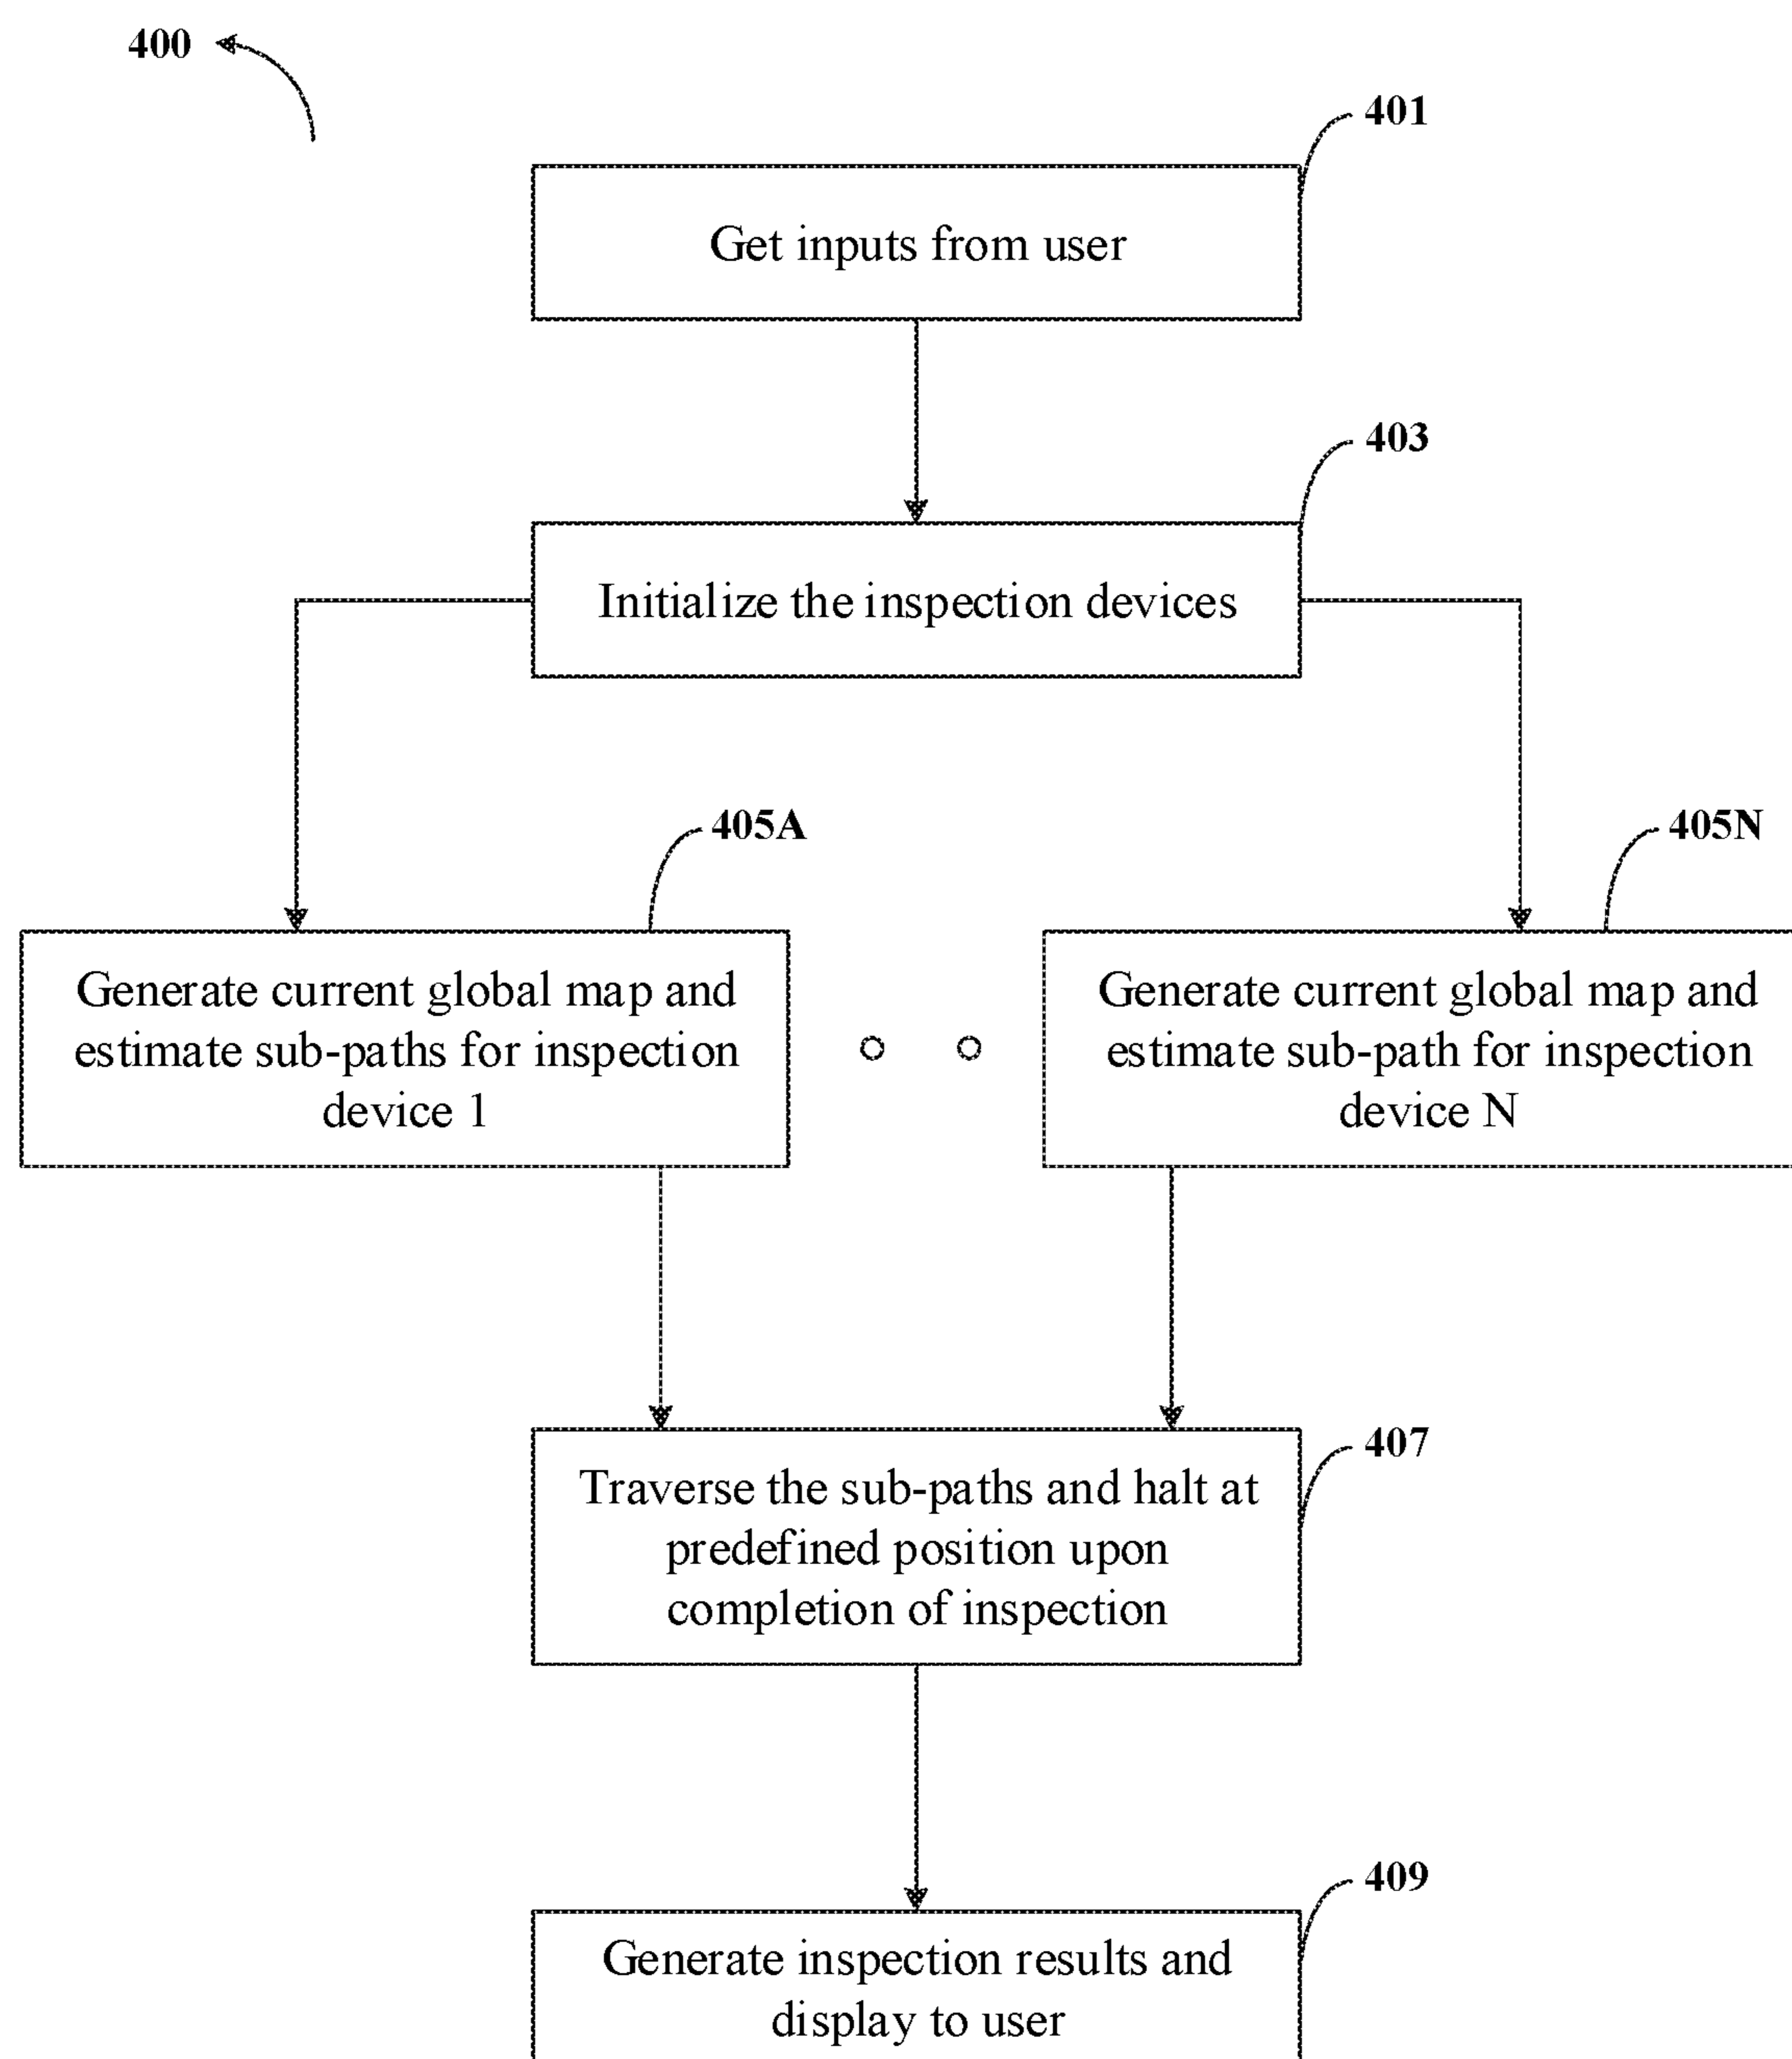 400
401
Get inputs from user
403
Initialize the inspection devices
405A
405N
Generate current global map and
estimate sub-paths for inspection
device 1
Generate current global map and
estimate sub-path for inspection
device N
407
Traverse the sub-paths and halt at
predefined position upon
completion of inspection
409
Generate inspection results and
display to user